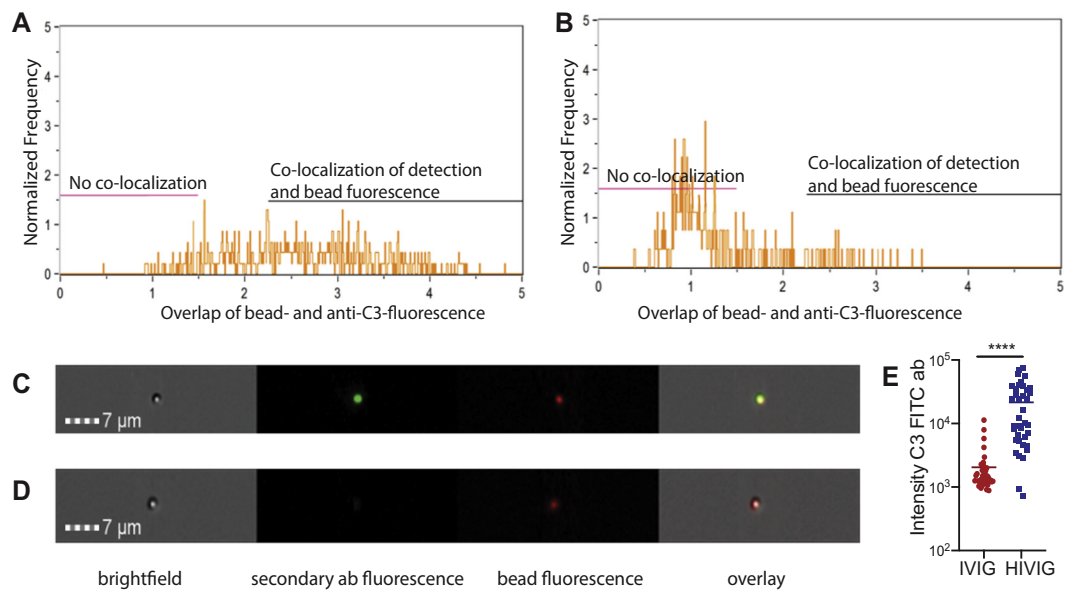 A
Normalized Frequency
5
4
3
2
1
0
No co-localization
Co-localization of detection
and bead fuorescence
0 1 2 3 4 5
Overlap of bead- and anti-C3-fluorescence
B
Normalized Frequency
5
4
3
2
1
0
No co-localization
Co-localization of detection
and bead fuorescence
0 1 2 3 4 5
Overlap of bead- and anti-C3-fluorescence
C
7 μm
D
7 μm
brightfield secondary ab fluorescence bead fluorescence overlay
E
Intensity C3 FITC ab
10⁵
10⁴
10³
10²
****
IVIG HIVIG